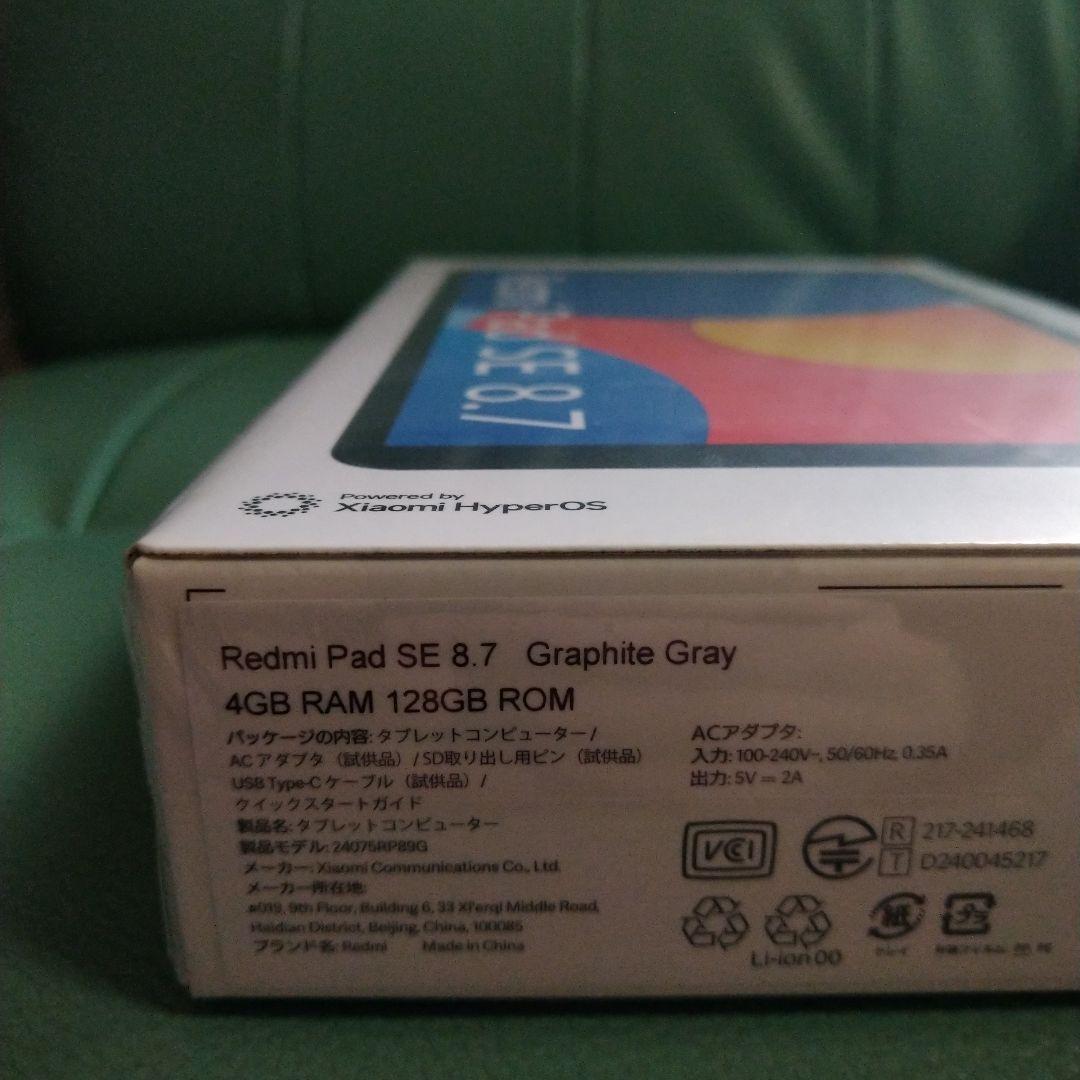 SE 8.7
Powered by
Xiaomi HyperOS
Redmi Pad SE 8.7 Graphite Gray
4GB RAM 128GB ROM
パッケージの内容: タブレットコンピューター /
ACアダプタ（試供品）/ SD取り出し用ピン（試供品）
USB Type-C ケーブル（試供品）/
クイックスタートガイド
製品名: タブレットコンピューター
製品モデル: 24075RP89G
メーカー: Xiaomi Communications Co., Ltd.
メーカー所在地:
#019, 9th Floor, Building 6, 33 Xi'erqi Middle Road,
Haidian District, Beijing, China, 100085
ブランド名: Redmi Made in China
ACアダプタ:
入力: 100-240V~, 50/60Hz, 0.35A
出力: 5V = 2A
VCCI
R 217-241468
T D240045217
Li-ion 00
紙
トレイ
プラ